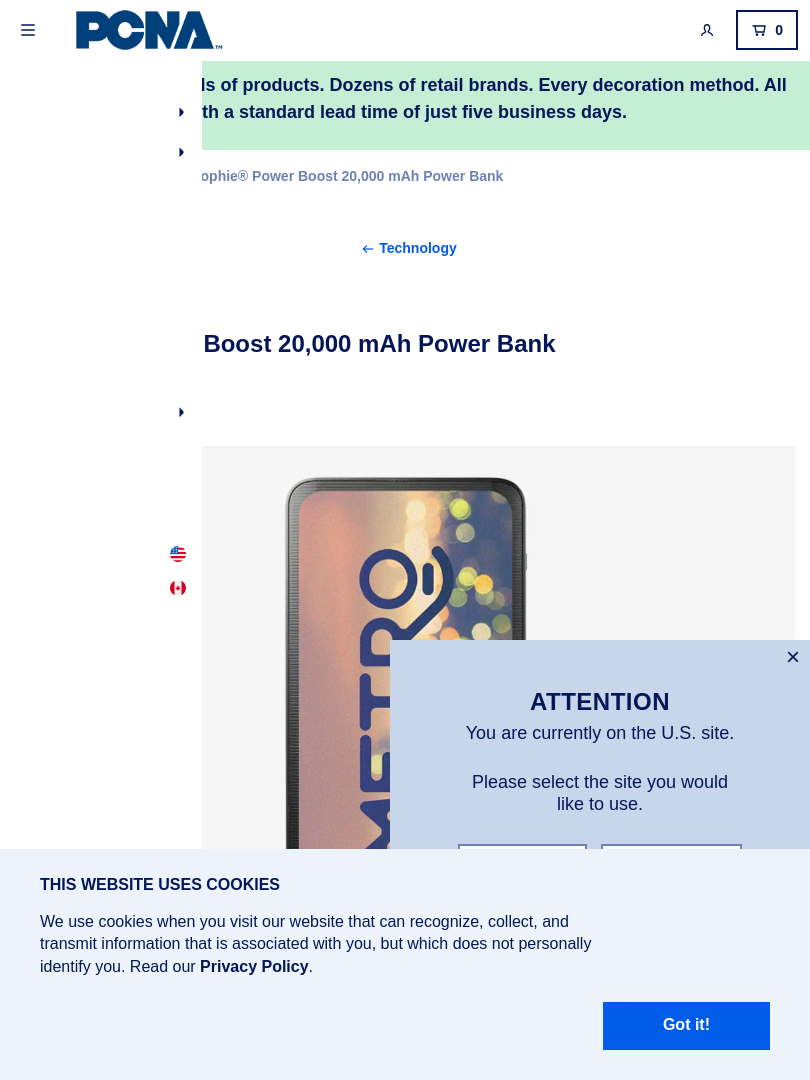 PCNA™
0
of products. Dozens of retail brands. Every decoration method. All
a standard lead time of just five business days.
Power Boost 20,000 mAh Power Bank
Technology
Boost 20,000 mAh Power Bank
METRO
ATTENTION
You are currently on the U.S. site.
Please select the site you would
like to use.
THIS WEBSITE USES COOKIES
We use cookies when you visit our website that can recognize, collect, and
transmit information that is associated with you, but which does not personally
identify you. Read our Privacy Policy.
Got it!